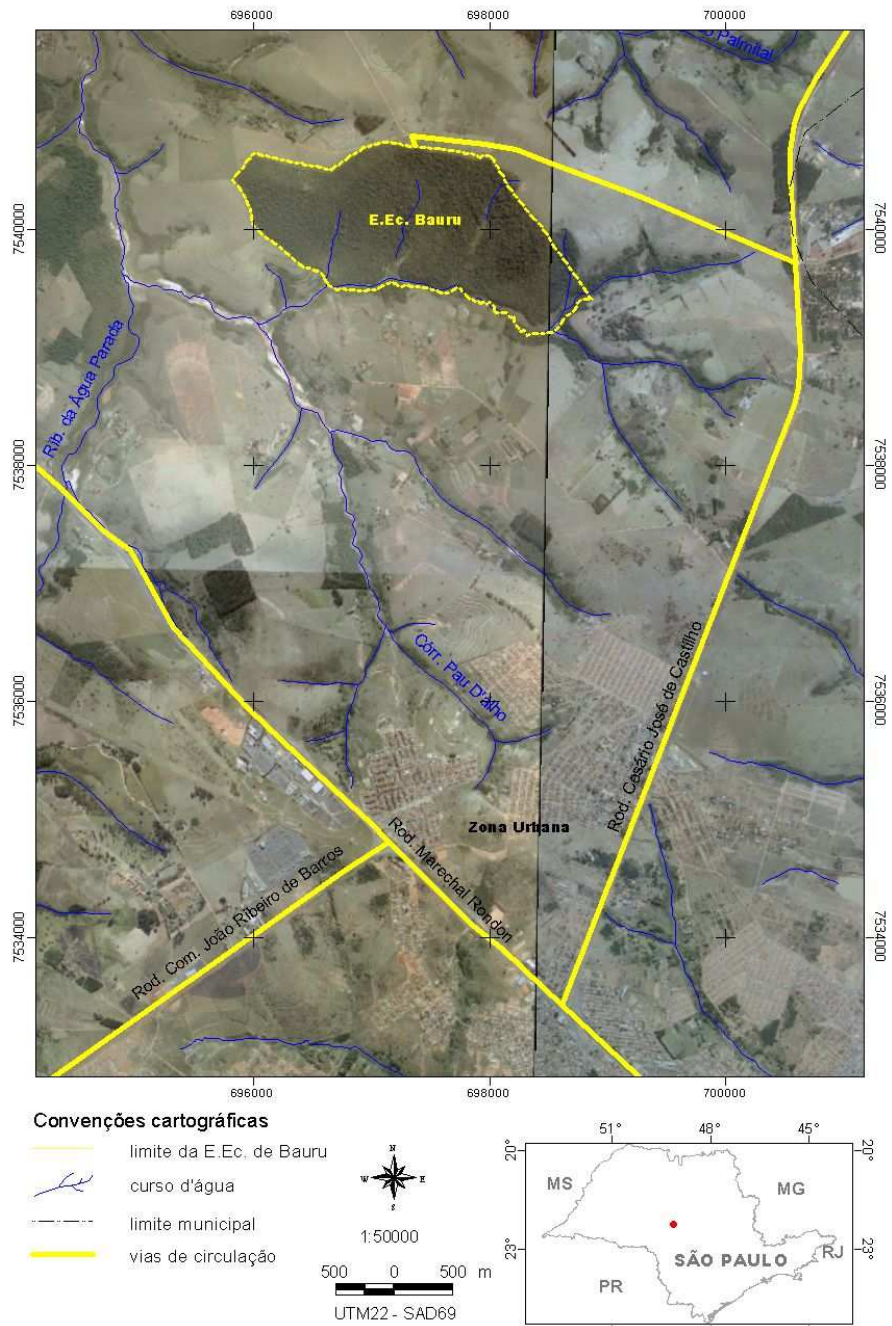 696000 698000 700000
Palmital
E.Ec. Bauru
7540000
7540000
Rib. da Água Parada
7538000
7538000
Córr. Pau D'alho
Rod. Cesário José de Castilho
7536000
7536000
Zona Urbana
Rod. Marechal Rondon
Rod. Com. João Ribeiro de Barros
7534000
7534000
696000 698000 700000
Convenções cartográficas
limite da E.Ec. de Bauru
curso d'água
limite municipal
vias de circulação
N
W E
S
1:50000
500 0 500 m
UTM22 - SAD69
51° 48° 45°
20° 20°
MS MG
23° 23°
SÃO PAULO RJ
PR